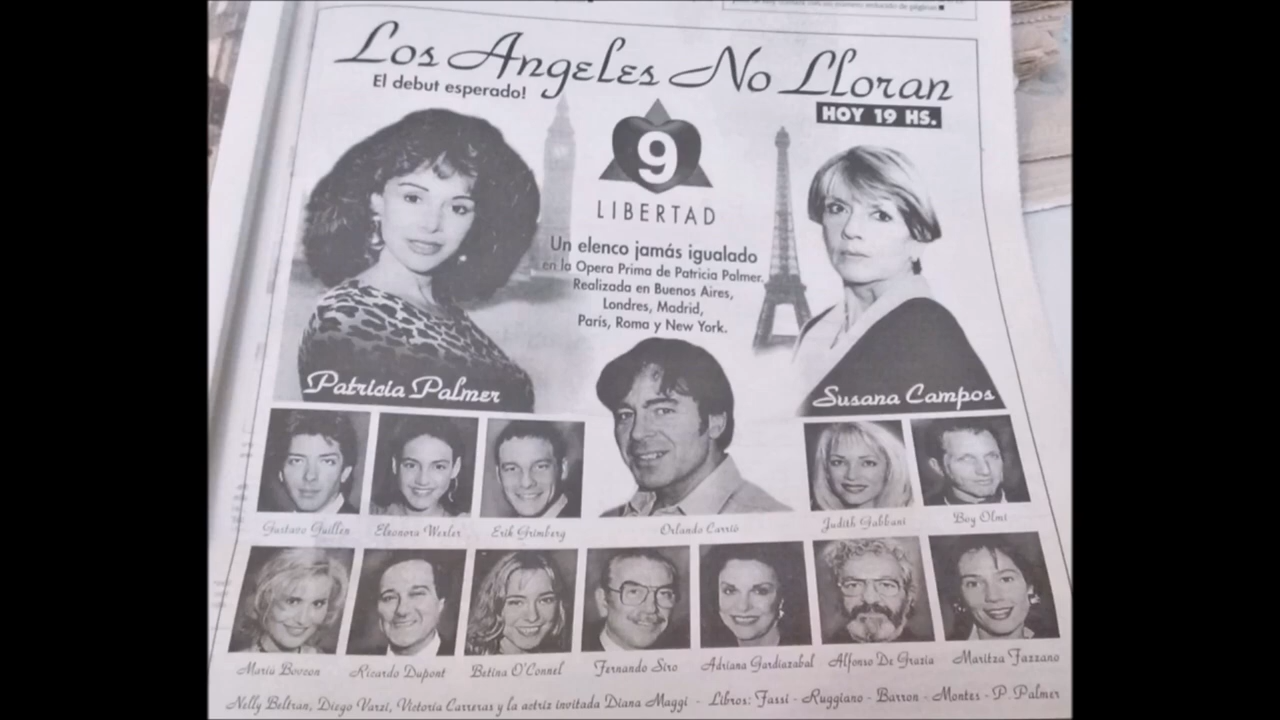 Los Angeles No Lloran
El debut esperado!
HOY 19 HS.
9
LIBERTAD
Un elenco jamás igualado
en la Opera Prima de Patricia Palmer.
Realizada en Buenos Aires,
Londres, Madrid,
París, Roma y New York.
Patricia Palmer
Susana Campos
Gustavo Guillen
Eleonora Wexler
Erik Grimberg
Orlando Carrió
Judith Gabbani
Boy Olmi
Ricardo Dupont
Betina O'Connel
Fernando Siro
Adriana Gardiazabal
Alfonso De Grazia
Maritza Fazzano
Nelly Beltran, Diego Varzi, Victoria Carreras y la actriz invitada Diana Maggi - Libros: Fassi - Ruggiano - Barron - Montes - P. Palmer